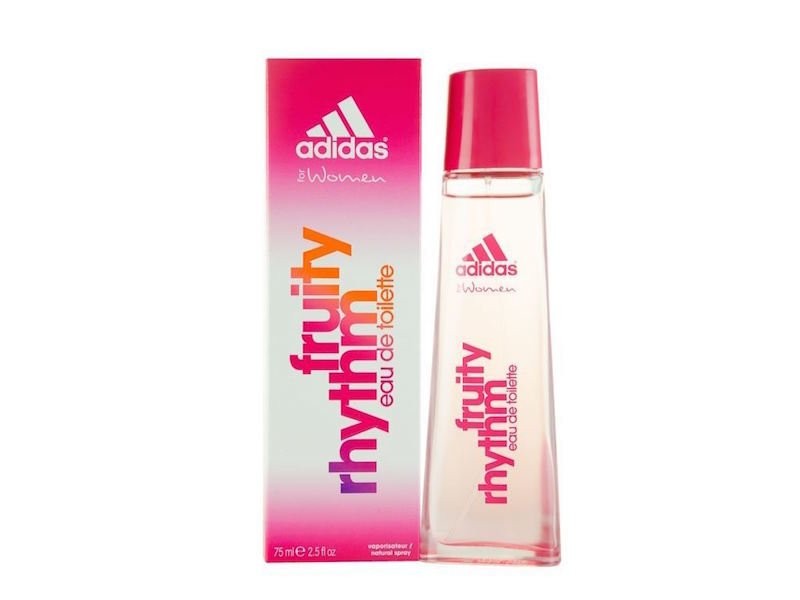 adidas®
for Women
fruity
rhythm
eau de toilette
75 ml e 2.5 fl oz
vaporisateur /
natural spray
adidas®
for Women
fruity
rhythm
eau de toilette